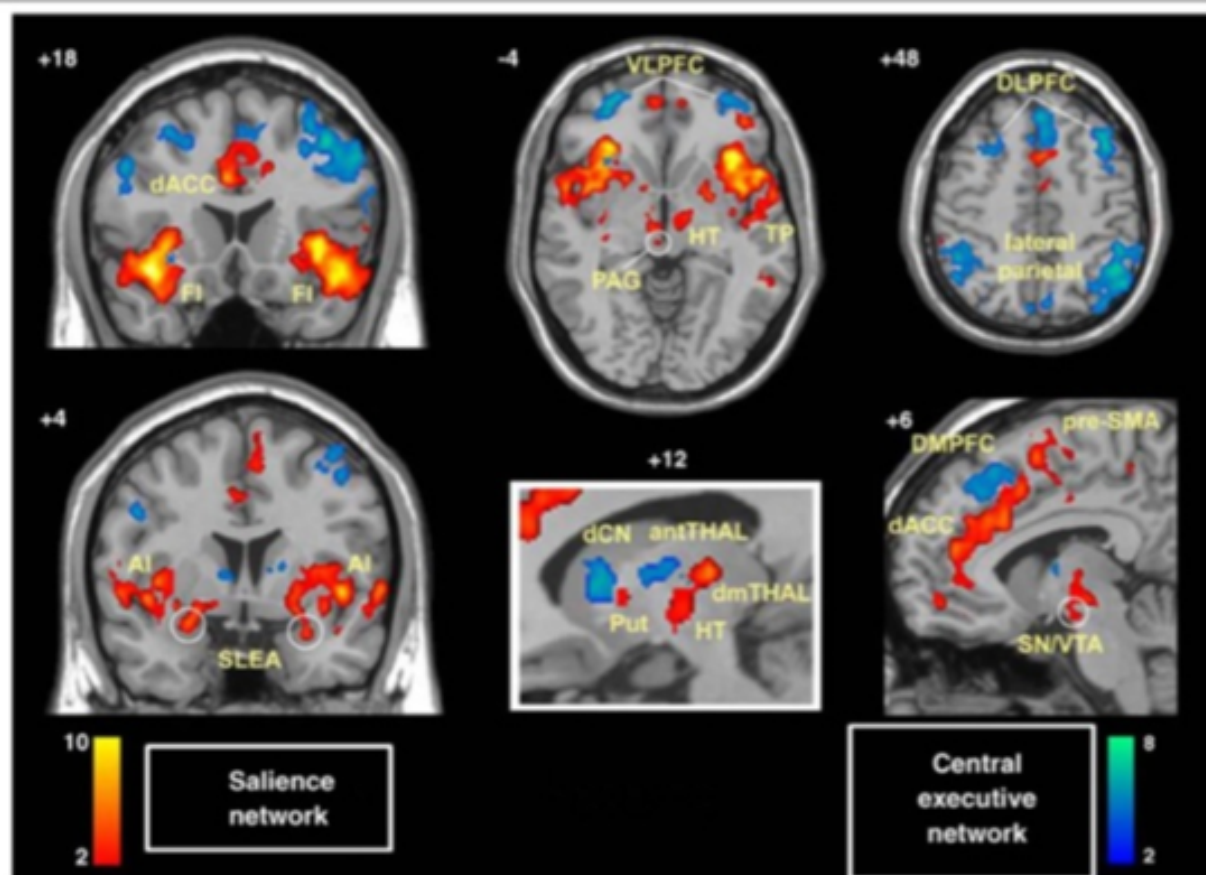 +18
dACC
FI
FI
-4
VLPFC
HT
TP
PAG
+48
DLPFC
lateral
parietal
+4
AI
AI
SLEA
+12
dCN
antTHAL
dmTHAL
Put
HT
+6
pre-SMA
DMPFC
dACC
SN/VTA
10
2
Salience
network
Central
executive
network
8
2